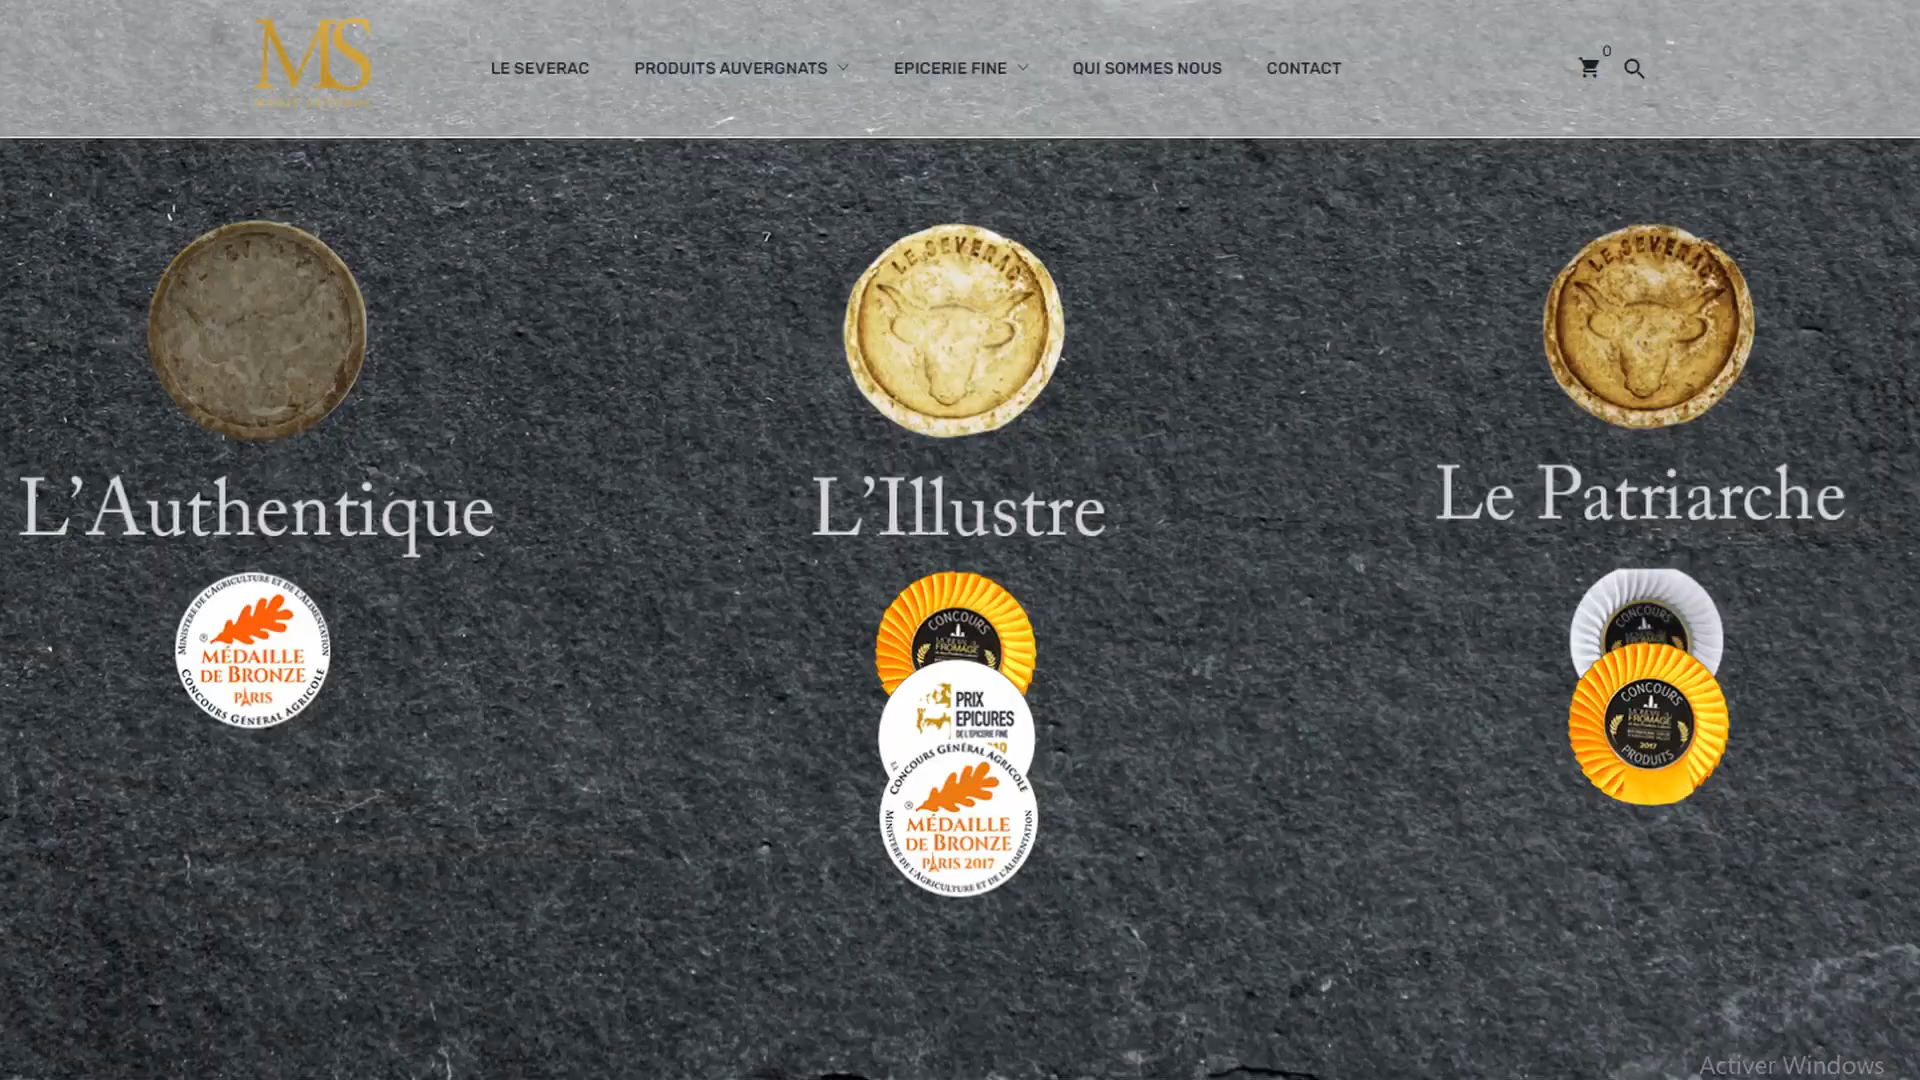 MS
LE SEVERAC
PRODUITS AUVERGNATS
EPICERIE FINE
QUI SOMMES NOUS
CONTACT
0
LE SEVERAC
LE SEVERAC
L'Authentique
L'Illustre
Le Patriarche
MINISTÈRE DE L'AGRICULTURE ET DE L'ALIMENTATION
®
MÉDAILLE
DE BRONZE
PARIS
CONCOURS GÉNÉRAL AGRICOLE
CONCOURS
MONDIAL
FROMAGE
PRIX
EPICURES
DE L'EPICERIE FINE
CONCOURS GÉNÉRAL AGRICOLE
®
MÉDAILLE
DE BRONZE
PARIS 2017
MINISTÈRE DE L'AGRICULTURE ET DE L'ALIMENTATION
CONCOURS
CONCOURS
MONDIAL
FROMAGE
2017
PRODUITS
Activer Windows